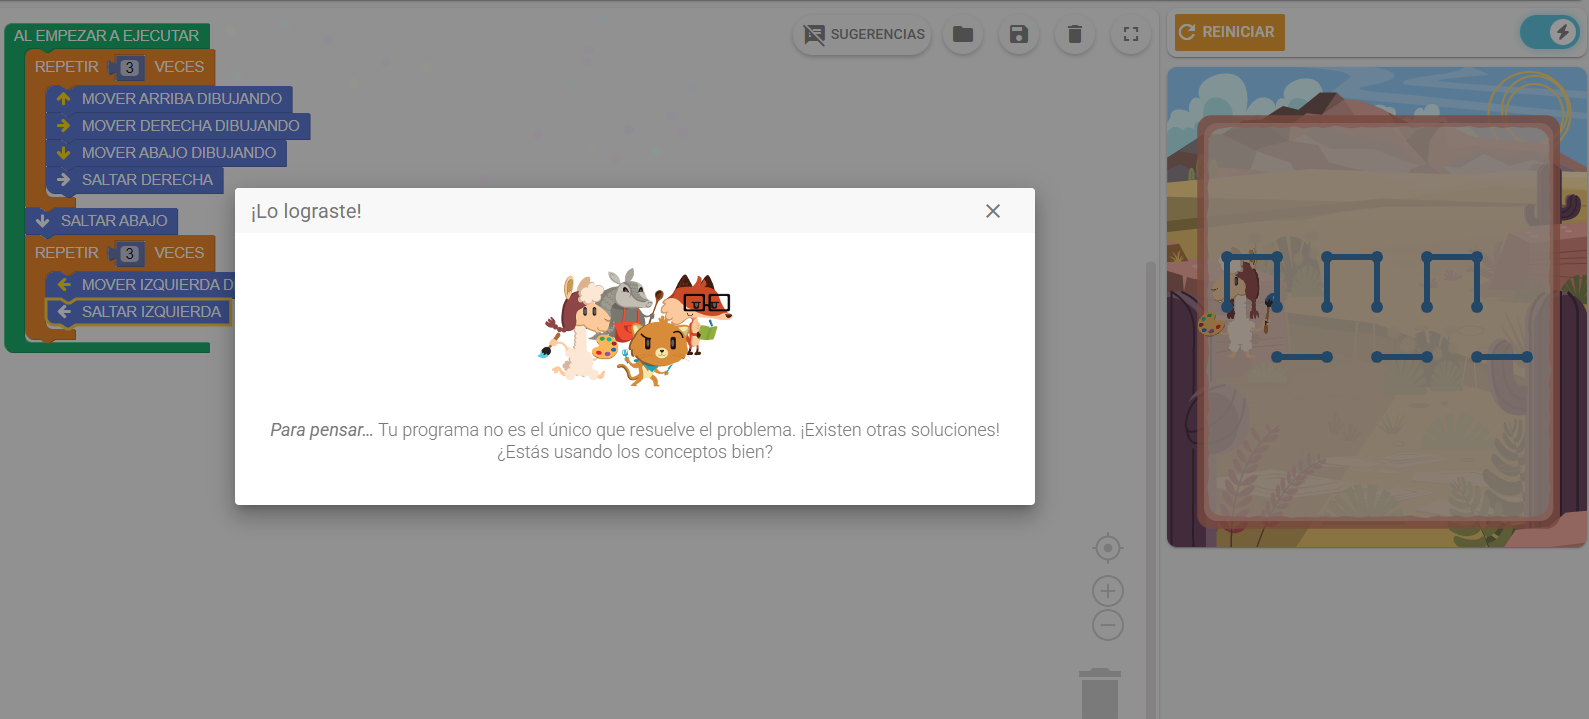 AL EMPEZAR A EJECUTAR
REPETIR 3 VECES
MOVER ARRIBA DIBUJANDO
MOVER DERECHA DIBUJANDO
MOVER ABAJO DIBUJANDO
SALTAR DERECHA
SALTAR ABAJO
REPETIR 3 VECES
MOVER IZQUIERDA D
SALTAR IZQUIERDA
SUGERENCIAS
REINICIAR
¡Lo lograste!
Para pensar... Tu programa no es el único que resuelve el problema. ¡Existen otras soluciones!
¿Estás usando los conceptos bien?